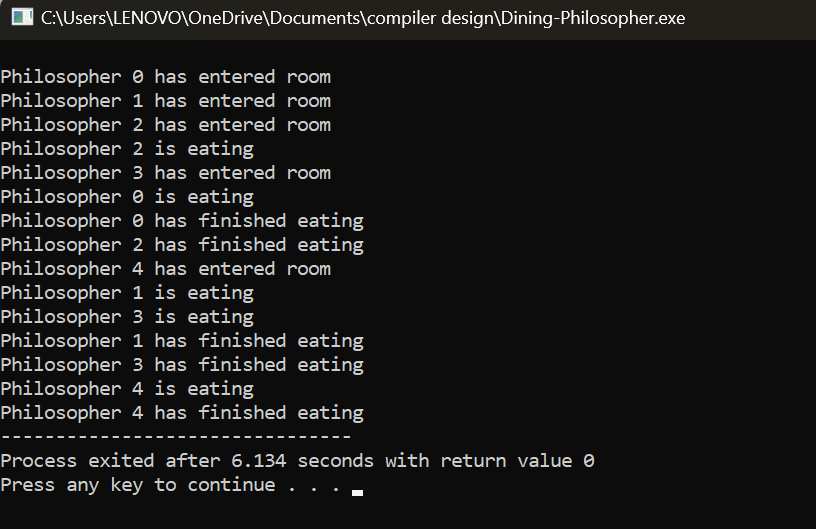 C:\Users\LENOVO\OneDrive\Documents\compiler design\Dining-Philosopher.exe
Philosopher 0 has entered room
Philosopher 1 has entered room
Philosopher 2 has entered room
Philosopher 2 is eating
Philosopher 3 has entered room
Philosopher 0 is eating
Philosopher 0 has finished eating
Philosopher 2 has finished eating
Philosopher 4 has entered room
Philosopher 1 is eating
Philosopher 3 is eating
Philosopher 1 has finished eating
Philosopher 3 has finished eating
Philosopher 4 is eating
Philosopher 4 has finished eating
--------------------------------
Process exited after 6.134 seconds with return value 0
Press any key to continue . . .